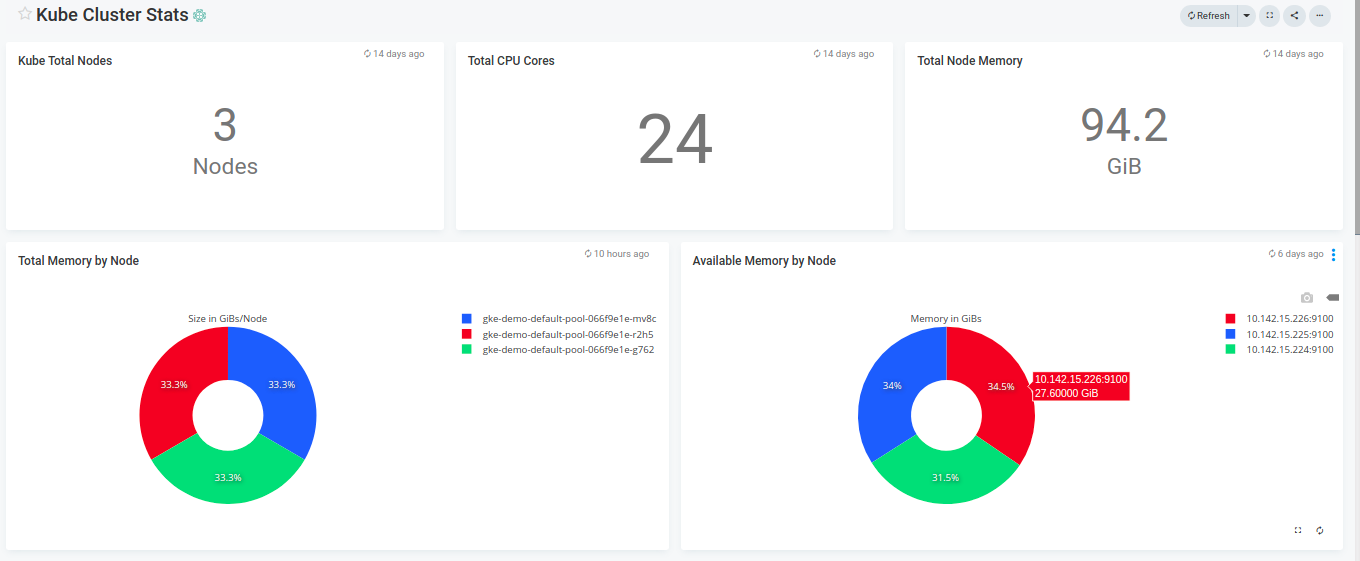 Kube Cluster Stats
Refresh
Kube Total Nodes
14 days ago
3
Nodes
Total CPU Cores
14 days ago
24
Total Node Memory
14 days ago
94.2
GiB
Total Memory by Node
10 hours ago
Size in GiBs/Node
33.3%
33.3%
33.3%
gke-demo-default-pool-066f9e1e-mv8c
gke-demo-default-pool-066f9e1e-r2h5
gke-demo-default-pool-066f9e1e-g762
Available Memory by Node
6 days ago
Memory in GiBs
34%
34.5%
31.5%
10.142.15.226:9100
27.60000 GiB
10.142.15.226:9100
10.142.15.225:9100
10.142.15.224:9100